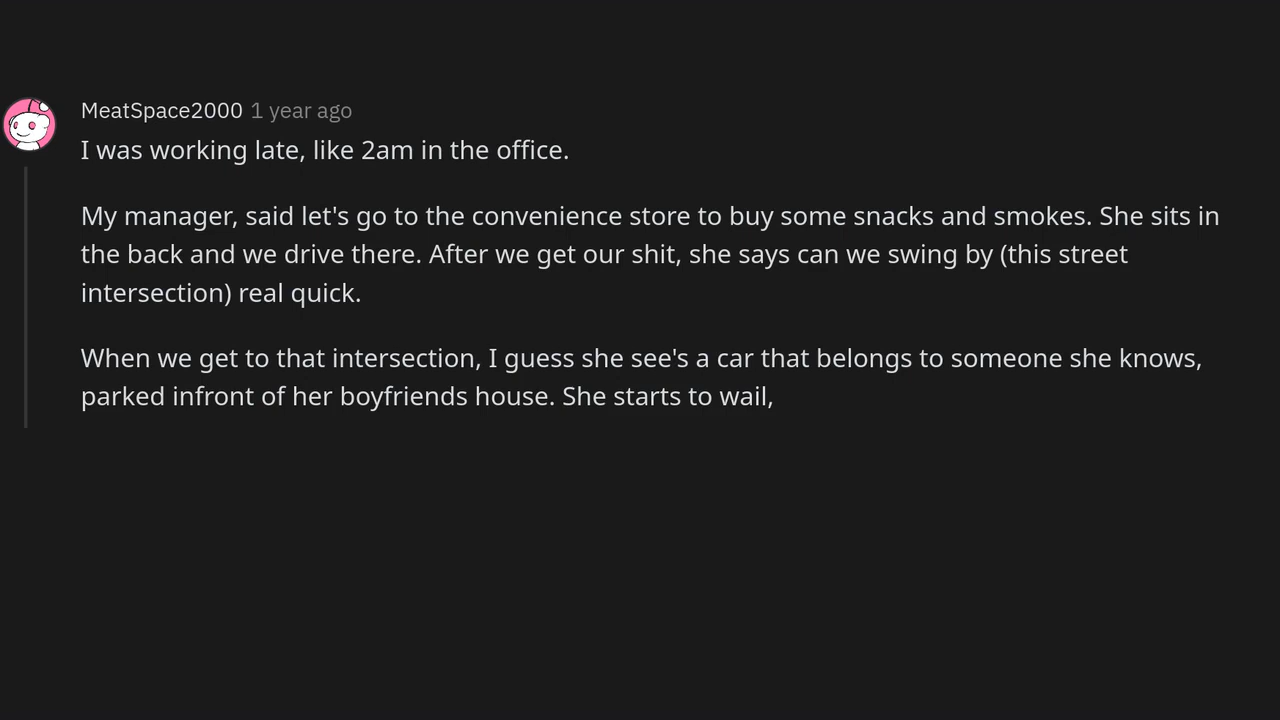 MeatSpace2000 1 year ago
I was working late, like 2am in the office.
My manager, said let's go to the convenience store to buy some snacks and smokes. She sits in
the back and we drive there. After we get our shit, she says can we swing by (this street
intersection) real quick.
When we get to that intersection, I guess she see's a car that belongs to someone she knows,
parked infront of her boyfriends house. She starts to wail,